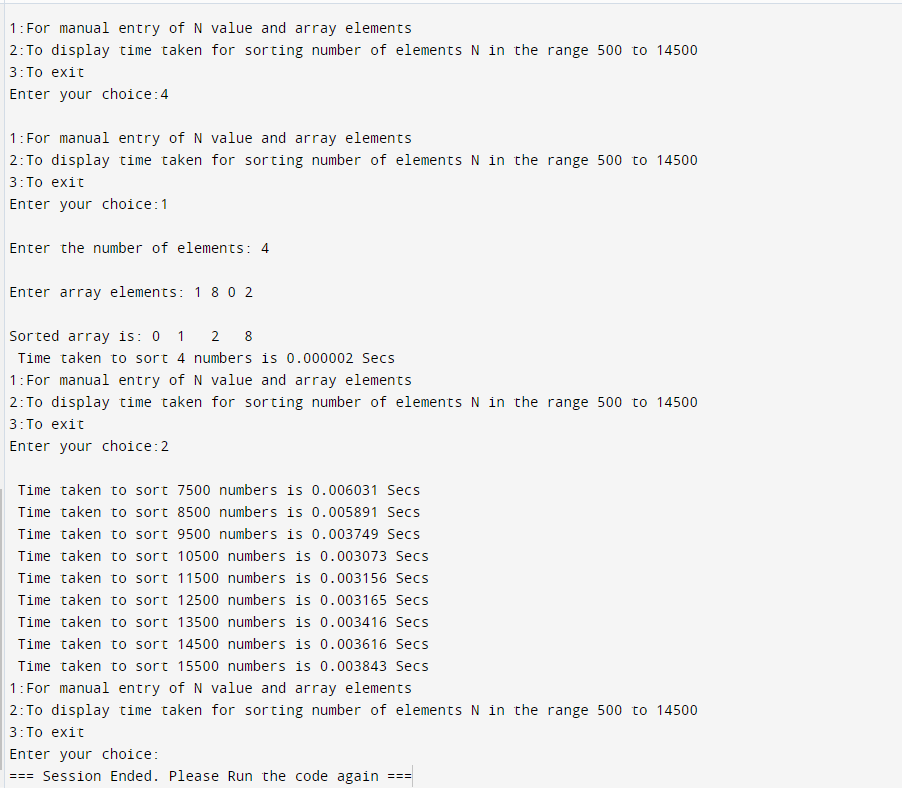 1:For manual entry of N value and array elements
2:To display time taken for sorting number of elements N in the range 500 to 14500
3:To exit
Enter your choice:4
1:For manual entry of N value and array elements
2:To display time taken for sorting number of elements N in the range 500 to 14500
3:To exit
Enter your choice:1
Enter the number of elements: 4
Enter array elements: 1 8 0 2
Sorted array is: 0  1   2   8
 Time taken to sort 4 numbers is 0.000002 Secs
1:For manual entry of N value and array elements
2:To display time taken for sorting number of elements N in the range 500 to 14500
3:To exit
Enter your choice:2
 Time taken to sort 7500 numbers is 0.006031 Secs
 Time taken to sort 8500 numbers is 0.005891 Secs
 Time taken to sort 9500 numbers is 0.003749 Secs
 Time taken to sort 10500 numbers is 0.003073 Secs
 Time taken to sort 11500 numbers is 0.003156 Secs
 Time taken to sort 12500 numbers is 0.003165 Secs
 Time taken to sort 13500 numbers is 0.003416 Secs
 Time taken to sort 14500 numbers is 0.003616 Secs
 Time taken to sort 15500 numbers is 0.003843 Secs
1:For manual entry of N value and array elements
2:To display time taken for sorting number of elements N in the range 500 to 14500
3:To exit
Enter your choice:
=== Session Ended. Please Run the code again ===